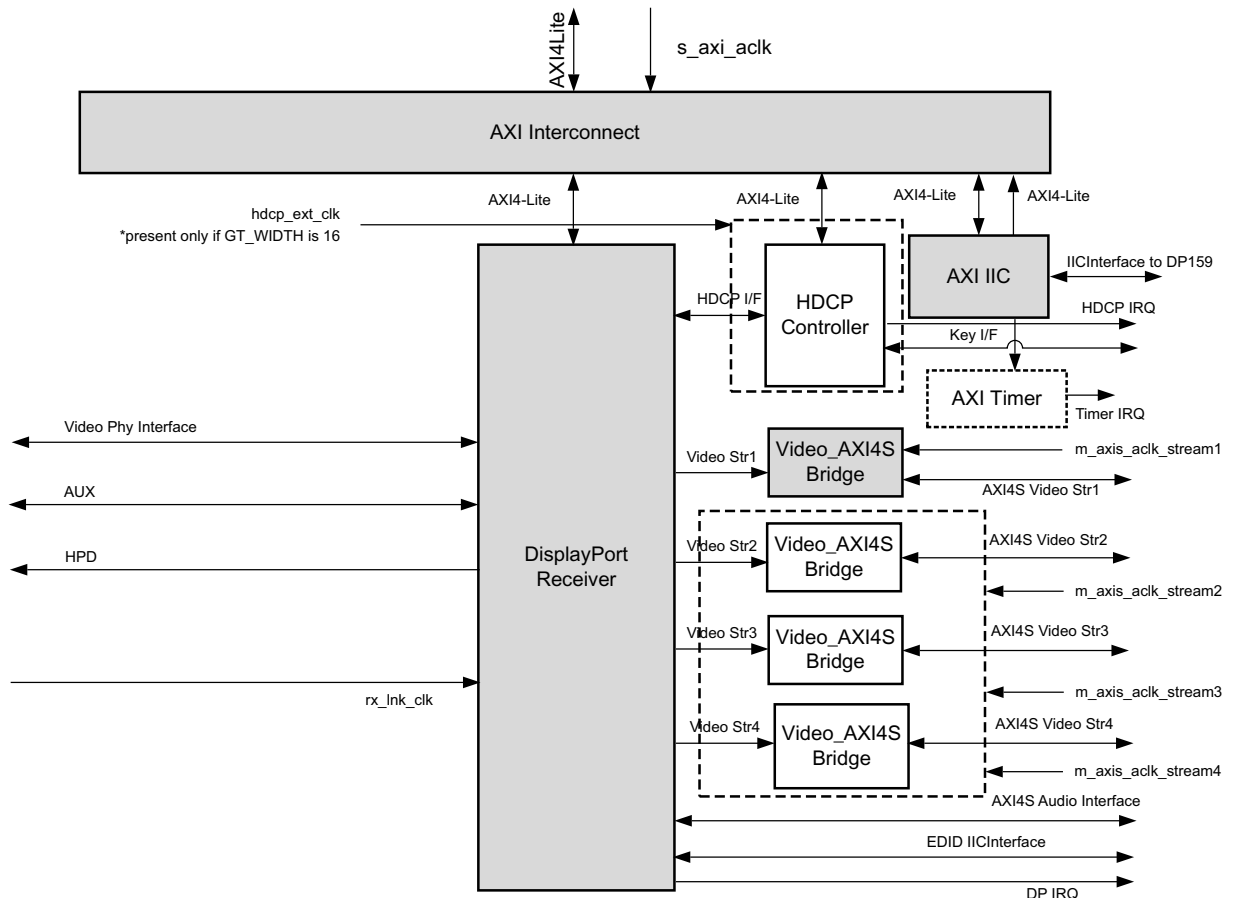 AXI4Lite
s_axi_aclk
AXI Interconnect
AXI4-Lite
AXI4-Lite
AXI4-Lite
AXI4-Lite
hdcp_ext_clk
*present only if GT_WIDTH is 16
AXI IIC
IICInterface to DP159
HDCP I/F
HDCP
Controller
HDCP IRQ
Key I/F
AXI Timer
Timer IRQ
Video Phy Interface
Video Str1
Video_AXI4S
Bridge
m_axis_aclk_stream1
AXI4S Video Str1
AUX
DisplayPort
Receiver
Video Str2
Video_AXI4S
Bridge
AXI4S Video Str2
HPD
m_axis_aclk_stream2
Video Str3
Video_AXI4S
Bridge
AXI4S Video Str3
rx_lnk_clk
m_axis_aclk_stream3
Video Str4
Video_AXI4S
Bridge
AXI4S Video Str4
m_axis_aclk_stream4
AXI4S Audio Interface
EDID IICInterface
DP IRQ